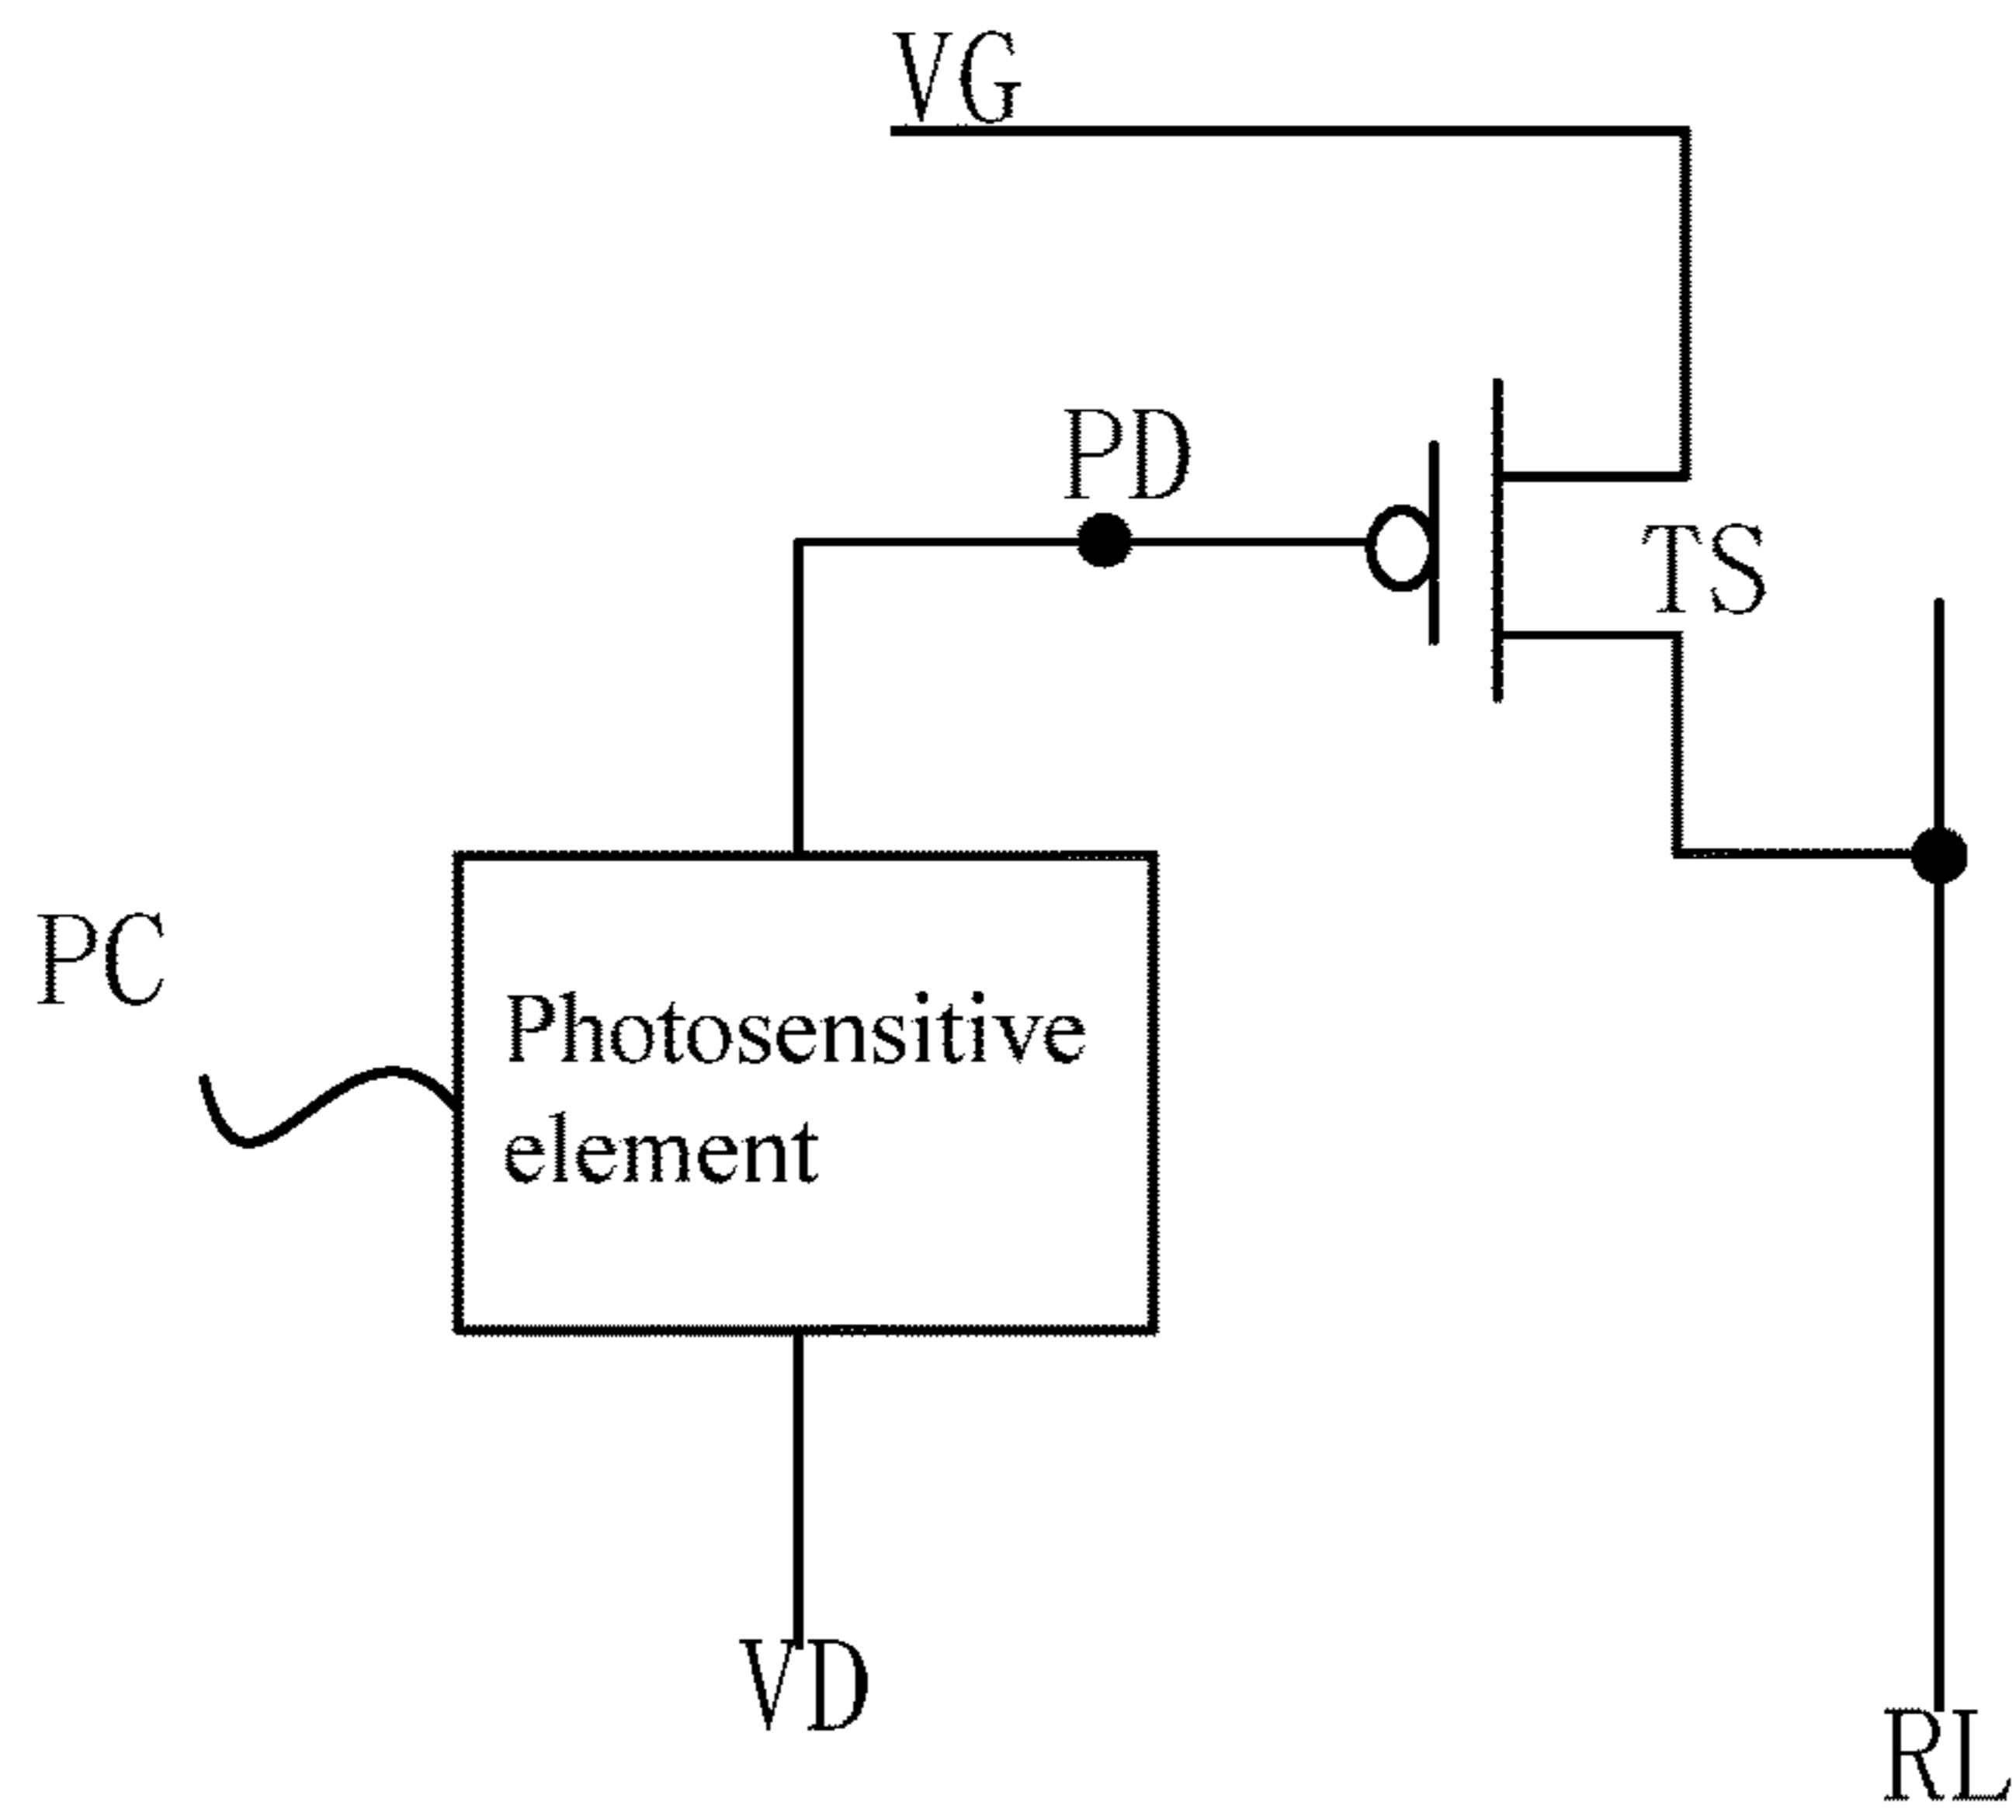 VG
PD
TS
PC
Photosensitive
element
VD
RL